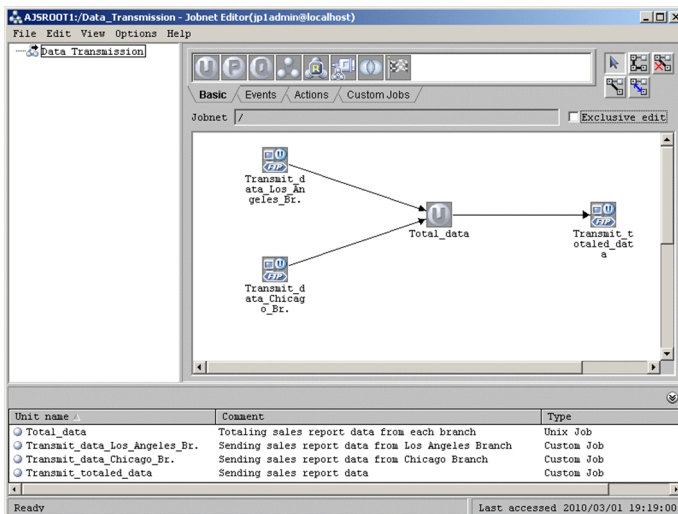 AJSROOT1:/Data_Transmission - Jobnet Editor(jp1admin@localhost)
File Edit View Options Help
Data Transmission
U P Q R U
Basic Events Actions Custom Jobs
Jobnet /
Exclusive edit
U
FTP
Transmit_d
ata_Los_An
geles_Br.
U
Total_data
U
FTP
Transmit_t
otaled_dat
a
U
FTP
Transmit_d
ata_Chicag
o_Br.
Unit name Comment Type
Total_data Totaling sales report data from each branch Unix Job
Transmit_data_Los_Angeles_Br. Sending sales report data from Los Angeles Branch Custom Job
Transmit_data_Chicago_Br. Sending sales report data from Chicago Branch Custom Job
Transmit_totaled_data Sending sales report data Custom Job
Ready Last accessed 2010/03/01 19:19:00